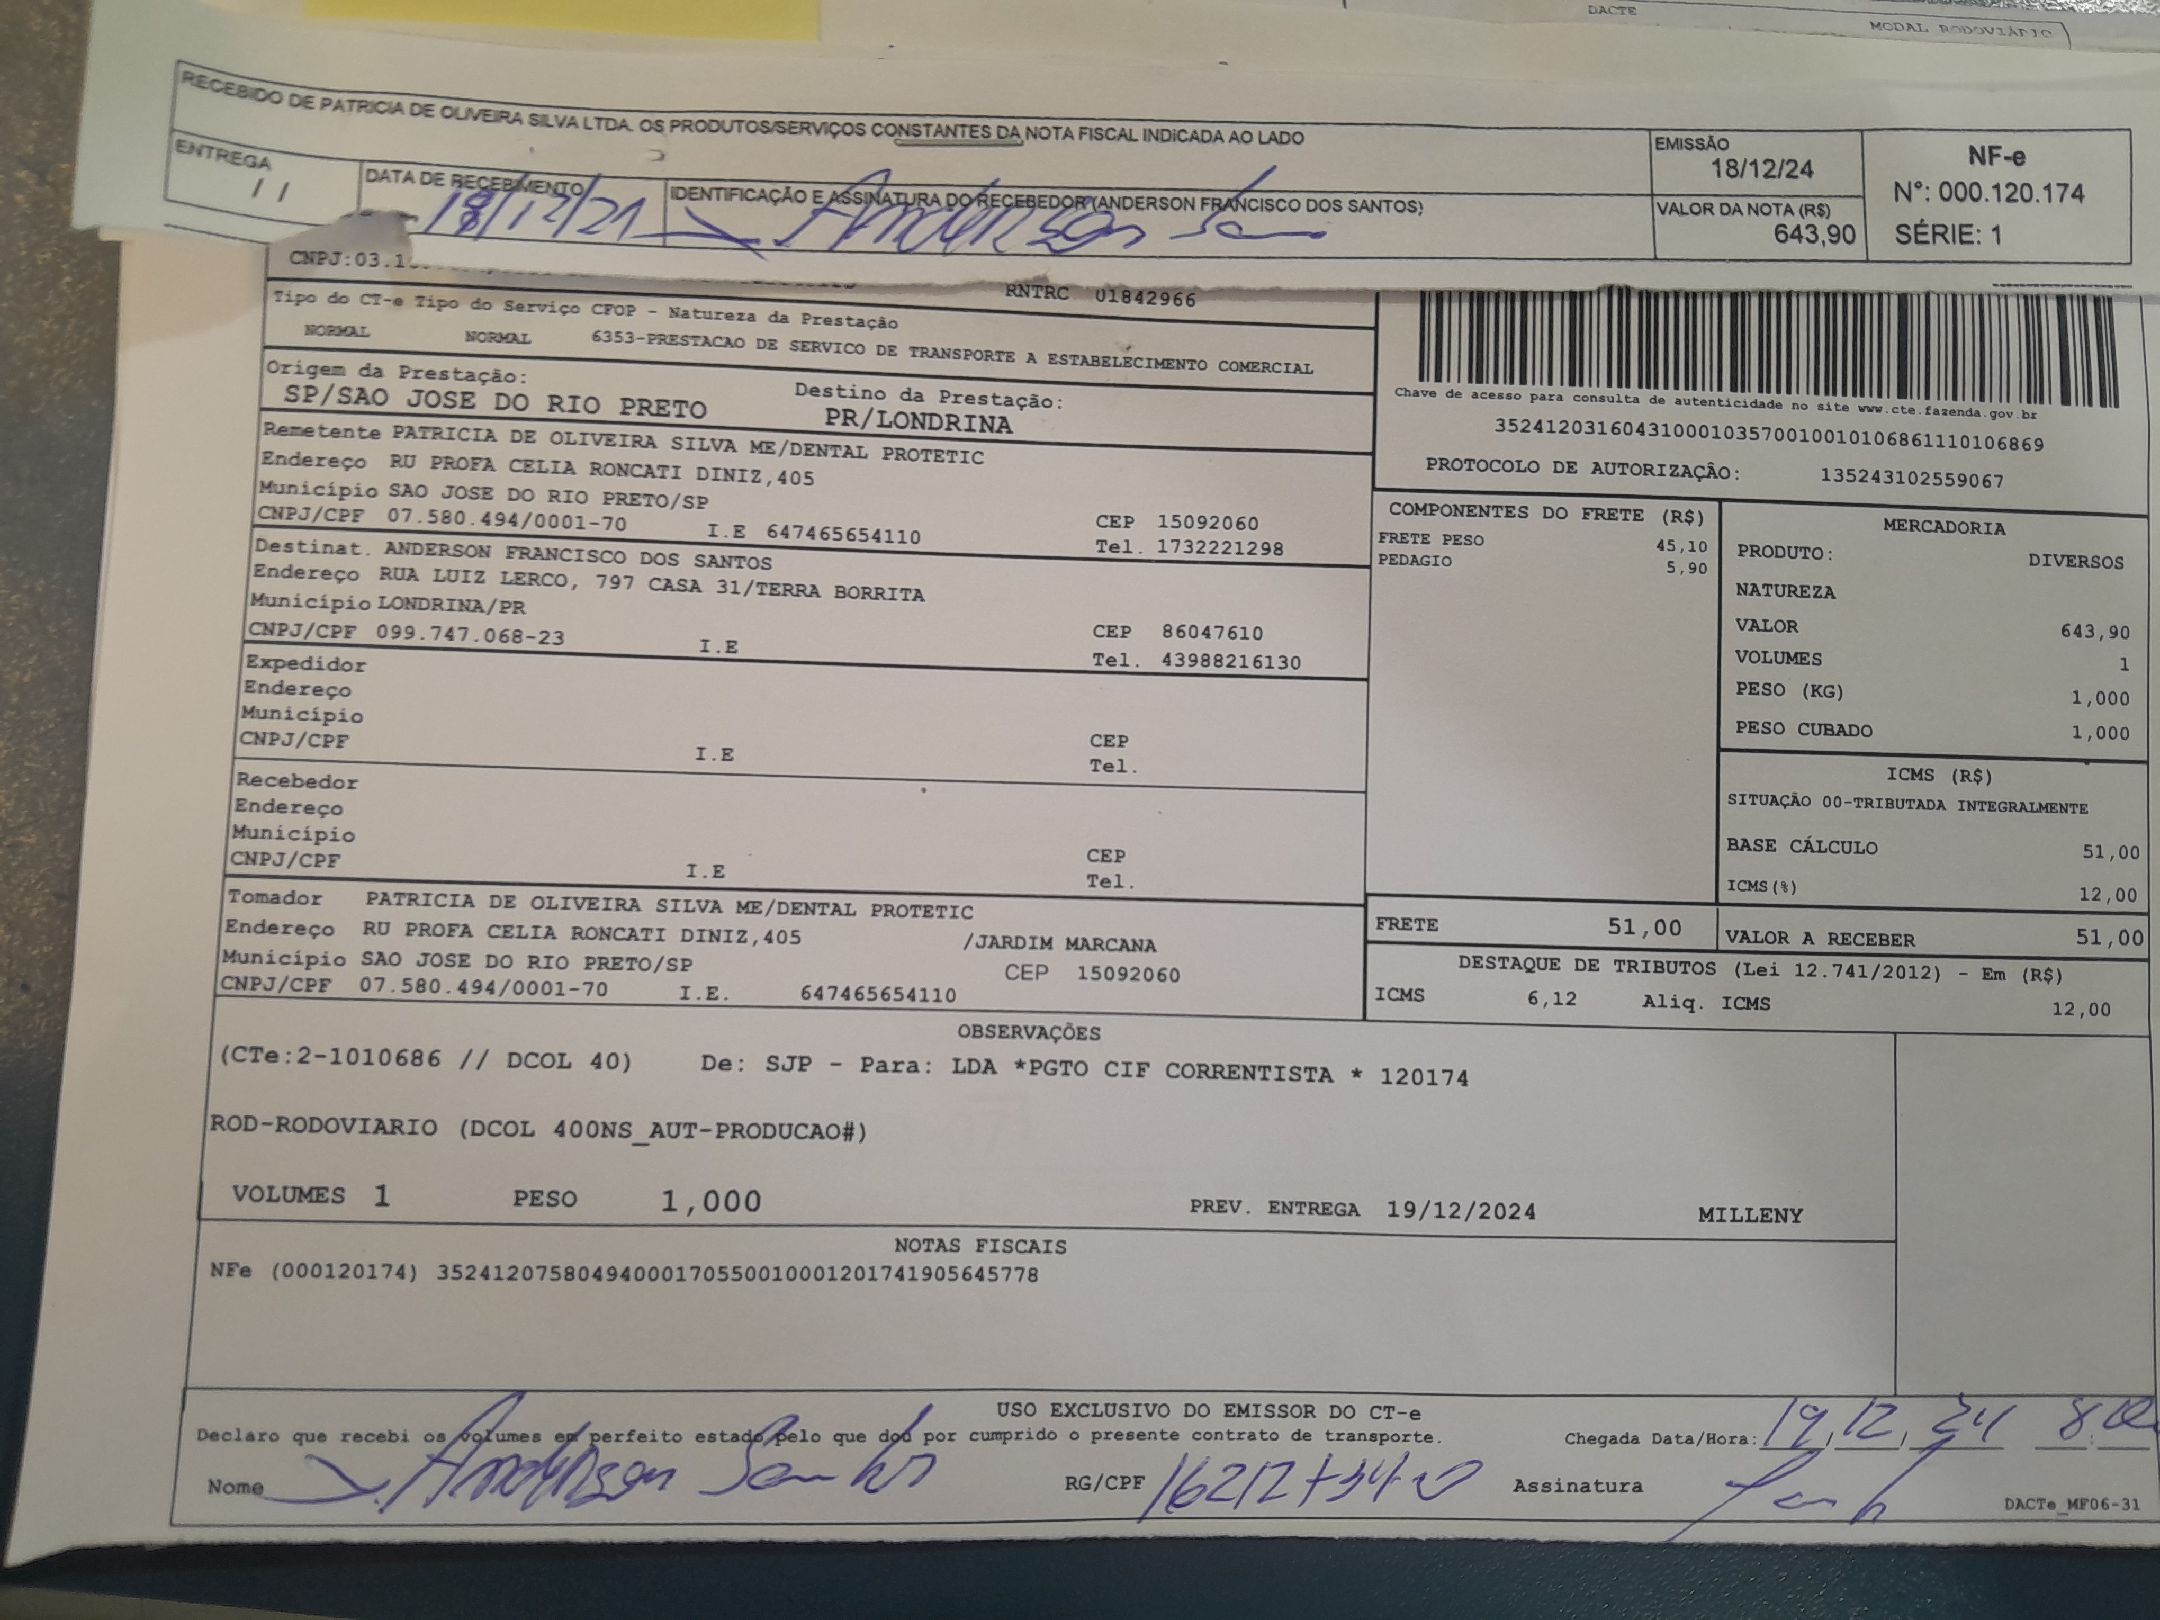 DACTE
MODAL RODOVIÁRIO
RECEBIDO DE PATRICIA DE OLIVEIRA SILVA LTDA. OS PRODUTOS/SERVIÇOS CONSTANTES DA NOTA FISCAL INDICADA AO LADO
ENTREGA
/ /
DATA DE RECEBIMENTO
IDENTIFICAÇÃO E ASSINATURA DO RECEBEDOR (ANDERSON FRANCISCO DOS SANTOS)
Anderson
EMISSÃO
18/12/24
VALOR DA NOTA (R$)
643,90
NF-e
Nº: 000.120.174
SÉRIE: 1
CNPJ:03.1
RNTRC 01842966
Tipo do CT-e Tipo do Serviço CFOP - Natureza da Prestação
NORMAL NORMAL 6353-PRESTACAO DE SERVICO DE TRANSPORTE A ESTABELECIMENTO COMERCIAL
Origem da Prestação: Destino da Prestação:
SP/SAO JOSE DO RIO PRETO PR/LONDRINA
Chave de acesso para consulta de autenticidade no site www.cte.fazenda.gov.br
35241203160431000103570010010106861110106869
PROTOCOLO DE AUTORIZAÇÃO: 135243102559067
Remetente PATRICIA DE OLIVEIRA SILVA ME/DENTAL PROTETIC
Endereço RU PROFA CELIA RONCATI DINIZ,405
Município SAO JOSE DO RIO PRETO/SP CEP 15092060
CNPJ/CPF 07.580.494/0001-70 I.E 647465654110 Tel. 1732221298
Destinat. ANDERSON FRANCISCO DOS SANTOS
Endereço RUA LUIZ LERCO, 797 CASA 31/TERRA BORRITA
Município LONDRINA/PR CEP 86047610
CNPJ/CPF 099.747.068-23 I.E Tel. 43988216130
Expedidor
Endereço
Município CEP
CNPJ/CPF I.E Tel.
Recebedor
Endereço
Município CEP
CNPJ/CPF I.E Tel.
Tomador PATRICIA DE OLIVEIRA SILVA ME/DENTAL PROTETIC
Endereço RU PROFA CELIA RONCATI DINIZ,405 /JARDIM MARCANA
Município SAO JOSE DO RIO PRETO/SP CEP 15092060
CNPJ/CPF 07.580.494/0001-70 I.E. 647465654110
COMPONENTES DO FRETE (R$)
FRETE PESO 45,10
PEDAGIO 5,90
MERCADORIA
PRODUTO: DIVERSOS
NATUREZA
VALOR 643,90
VOLUMES 1
PESO (KG) 1,000
PESO CUBADO 1,000
ICMS (R$)
SITUAÇÃO 00-TRIBUTADA INTEGRALMENTE
BASE CÁLCULO 51,00
ICMS(%) 12,00
FRETE 51,00
VALOR A RECEBER 51,00
DESTAQUE DE TRIBUTOS (Lei 12.741/2012) - Em (R$)
ICMS 6,12 Aliq. ICMS 12,00
OBSERVAÇÕES
(CTe:2-1010686 // DCOL 40) De: SJP - Para: LDA *PGTO CIF CORRENTISTA * 120174
ROD-RODOVIARIO (DCOL 400NS_AUT-PRODUCAO#)
VOLUMES 1 PESO 1,000 PREV. ENTREGA 19/12/2024 MILLENY
NOTAS FISCAIS
NFe (000120174) 35241207580494000170550010001201741905645778
USO EXCLUSIVO DO EMISSOR DO CT-e
Declaro que recebi os volumes em perfeito estado pelo que dou por cumprido o presente contrato de transporte.
Chegada Data/Hora: 19,12,24
Nome Anderson Santos RG/CPF Assinatura
DACTe_MF06-31